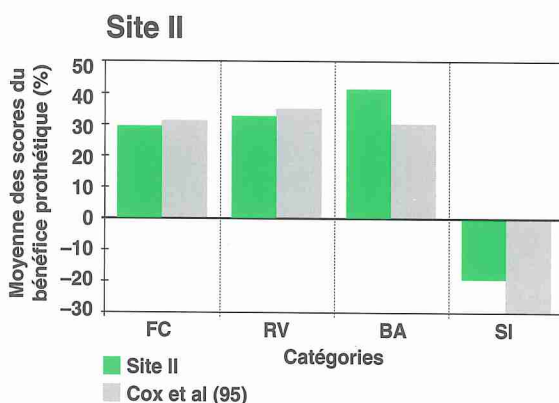 Site II
Moyenne des scores du
bénéfice prothétique (%)
50
40
30
20
10
0
–10
–20
–30
FC RV BA SI
Catégories
Site II
Cox et al (95)